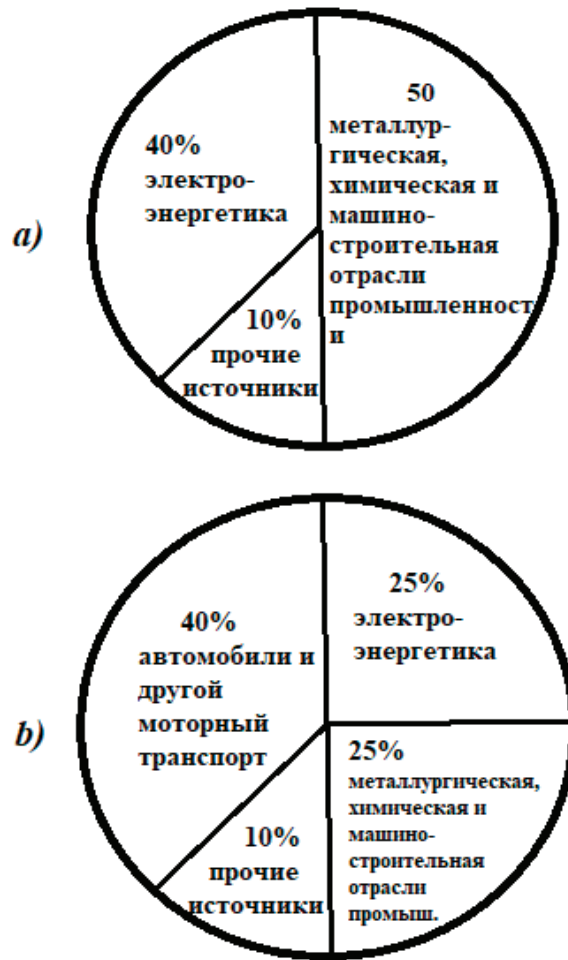 50
металлур-
гическая,
химическая и
машино-
строительная
отрасли
промышленност
и
40%
электро-
энергетика
a)
10%
прочие
источники
25%
электро-
энергетика
40%
автомобили и
другой
моторный
транспорт
b)
25%
металлургическая,
химическая и
машино-
строительная
отрасли
промыш.
10%
прочие
источники